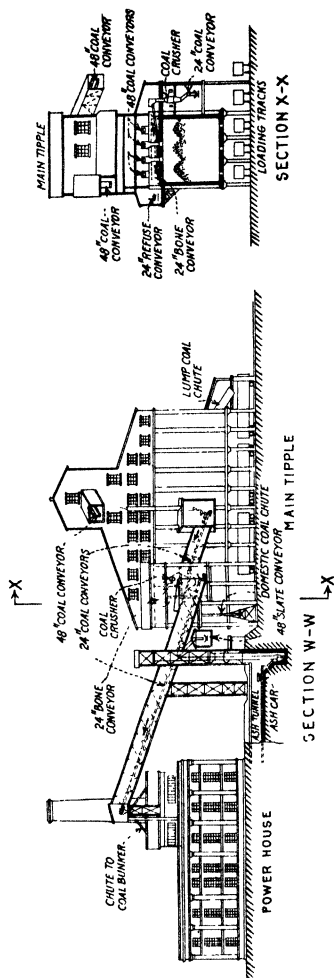 MAIN TIPPLE
48"COAL
CONVEYOR
48"COAL CONVEYORS
COAL
CRUSHER
24"COAL
CONVEYOR
48"COAL-
CONVEYOR
24"REFUSE
CONVEYOR
24"BONE
CONVEYOR
LOADING TRACKS
SECTION X-X
X
48"COAL CONVEYOR
24"COAL CONVEYORS
COAL
CRUSHER
24"BONE
CONVEYOR
CHUTE TO
COAL BUNKER
LUMP COAL
CHUTE
DOMESTIC COAL CHUTE
48"SLATE CONVEYOR
MAIN TIPPLE
X
ASH TUNNEL
ASH CAR
SECTION W-W
POWER HOUSE